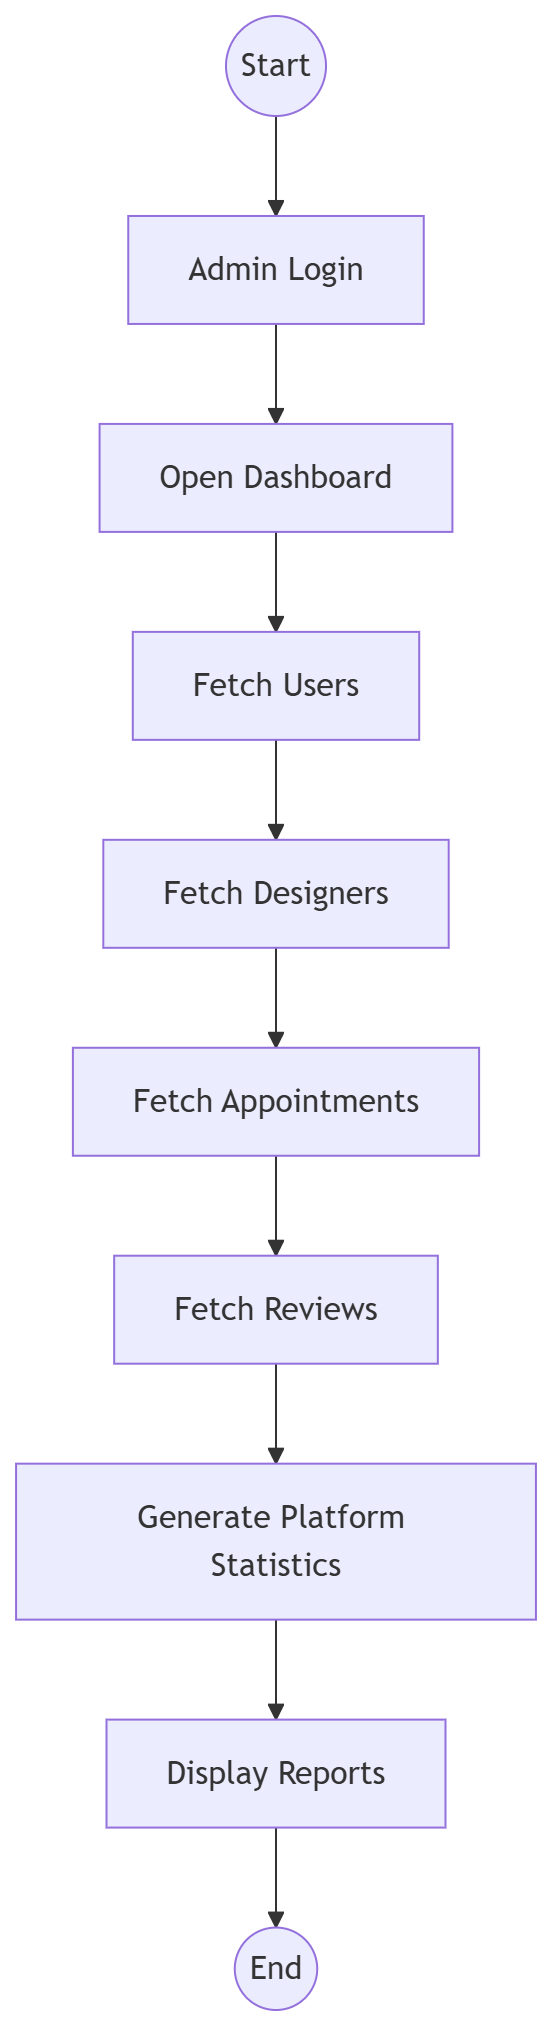 Start
Admin Login
Open Dashboard
Fetch Users
Fetch Designers
Fetch Appointments
Fetch Reviews
Generate Platform
Statistics
Display Reports
End